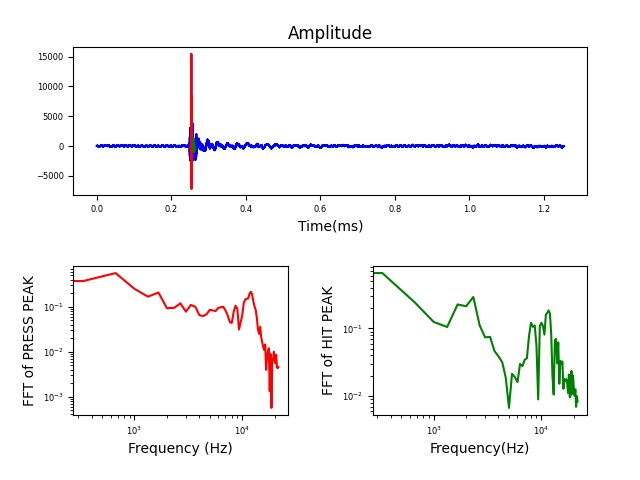 Amplitude
15000
10000
5000
0
−5000
0.0 0.2 0.4 0.6 0.8 1.0 1.2
Time(ms)
FFT of PRESS PEAK
10⁻¹
10⁻²
10⁻³
10³ 10⁴
Frequency (Hz)
FFT of HIT PEAK
10⁻¹
10⁻²
10³ 10⁴
Frequency(Hz)